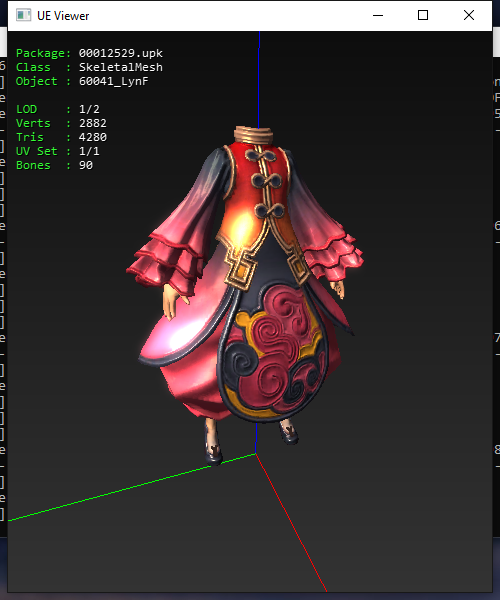 UE Viewer
Package: 00012529.upk
Class  : SkeletalMesh
Object : 60041_LynF
LOD    : 1/2
Verts  : 2882
Tris   : 4280
UV Set : 1/1
Bones  : 90